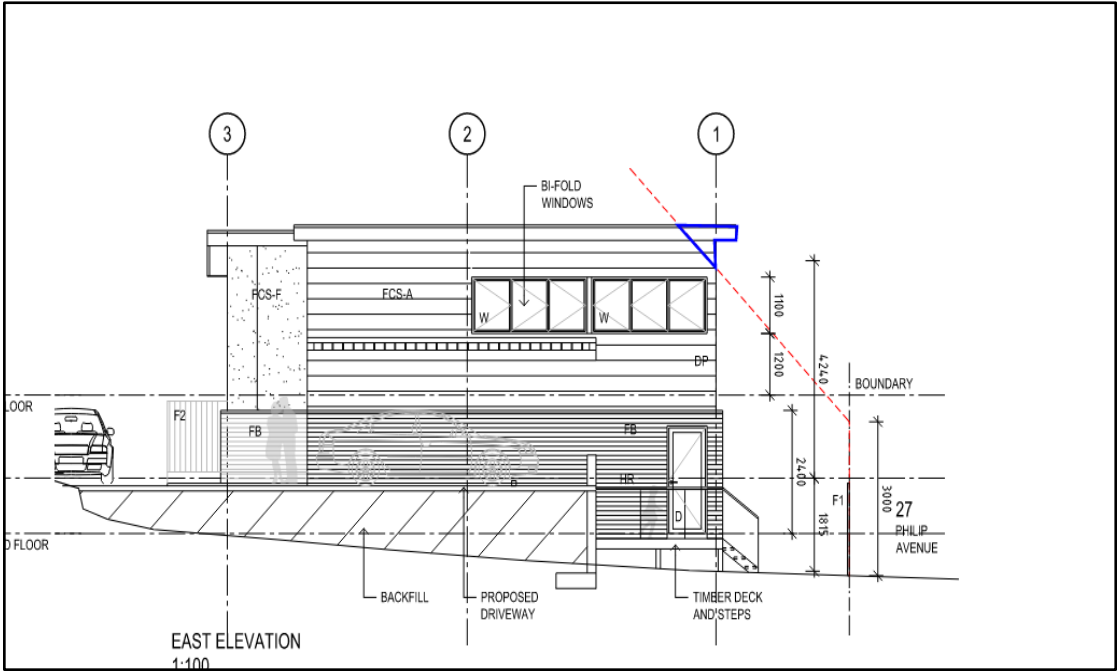 3
2
1
BI-FOLD
WINDOWS
FCS-F
FCS-A
W
W
1100
4240
1200
DP
BOUNDARY
LOOR
F2
FB
FB
2400
HR
D
F1
3000
27
PHILIP
AVENUE
1815
D FLOOR
BACKFILL
PROPOSED
DRIVEWAY
TIMBER DECK
AND STEPS
EAST ELEVATION
1:100